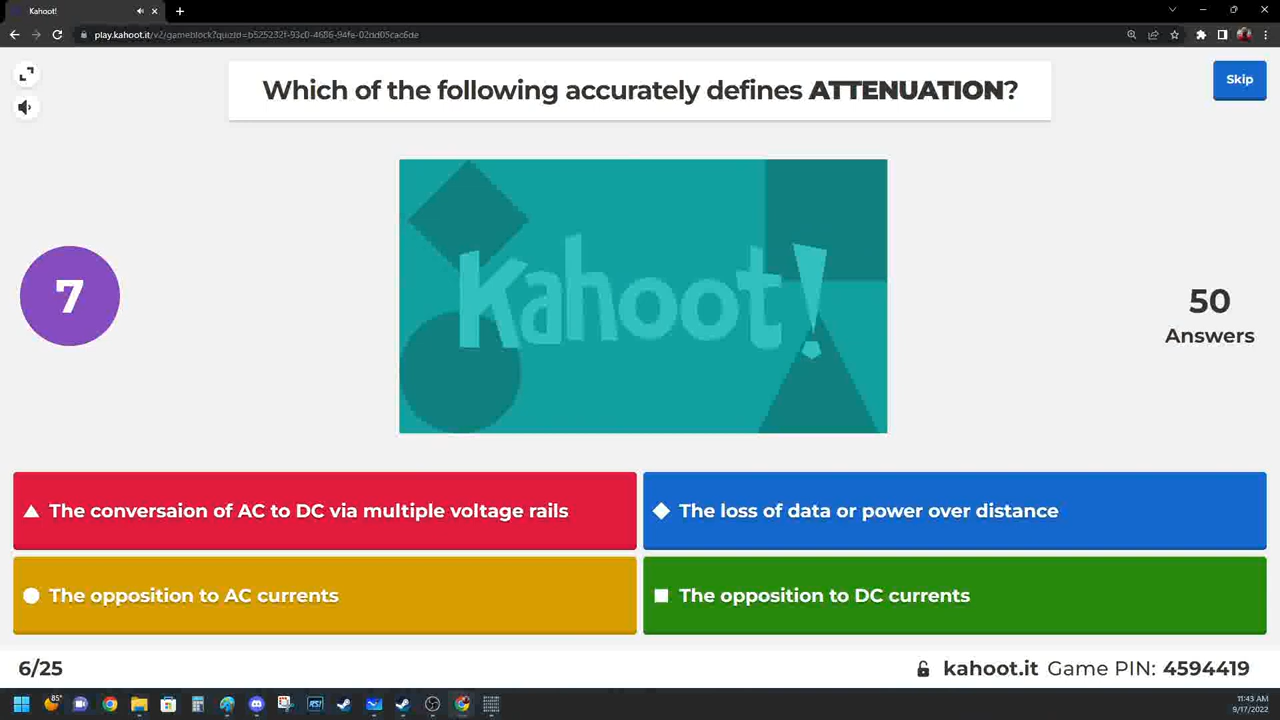 Kahoot!
play.kahoot.it/v2/gameblock?quizId=b525232f-93c0-4686-94fe-02dd05cac6de
Which of the following accurately defines ATTENUATION?
Skip
Kahoot!
7
50
Answers
The conversaion of AC to DC via multiple voltage rails
The loss of data or power over distance
The opposition to AC currents
The opposition to DC currents
6/25
kahoot.it Game PIN: 4594419
85°
RSI
11:43 AM
9/17/2022